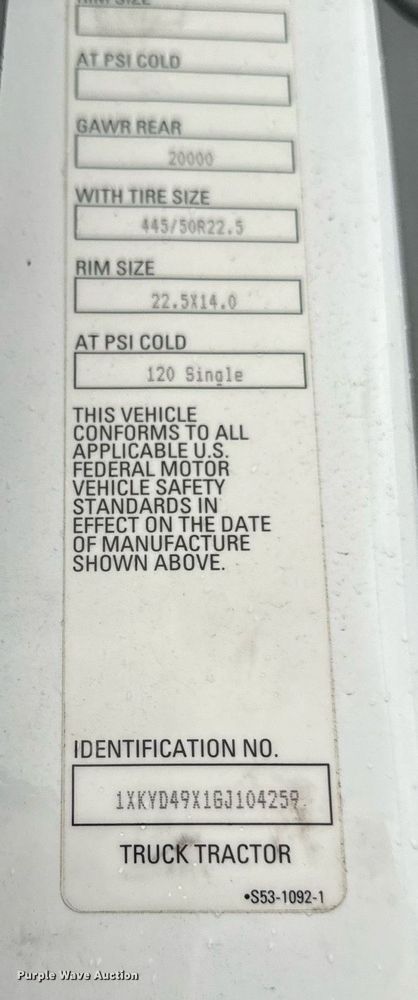 RIM SIZE
AT PSI COLD
GAWR REAR
20000
WITH TIRE SIZE
445/50R22.5
RIM SIZE
22.5X14.0
AT PSI COLD
120 Single
THIS VEHICLE
CONFORMS TO ALL
APPLICABLE U.S.
FEDERAL MOTOR
VEHICLE SAFETY
STANDARDS IN
EFFECT ON THE DATE
OF MANUFACTURE
SHOWN ABOVE.
IDENTIFICATION NO.
1XKYD49X1GJ104259
TRUCK TRACTOR
•S53-1092-1
Purple Wave Auction